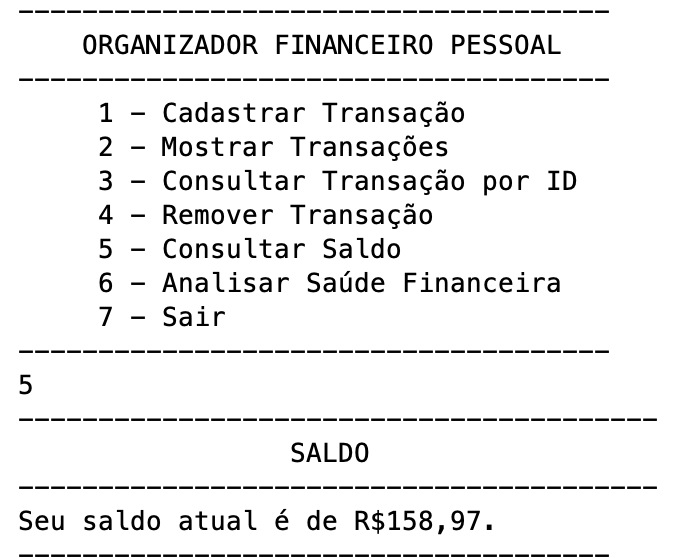 -------------------------------------
ORGANIZADOR FINANCEIRO PESSOAL
-------------------------------------
1 - Cadastrar Transação
2 - Mostrar Transações
3 - Consultar Transação por ID
4 - Remover Transação
5 - Consultar Saldo
6 - Analisar Saúde Financeira
7 - Sair
-------------------------------------
5
----------------------------------------
SALDO
----------------------------------------
Seu saldo atual é de R$158,97.
-------------------------------------